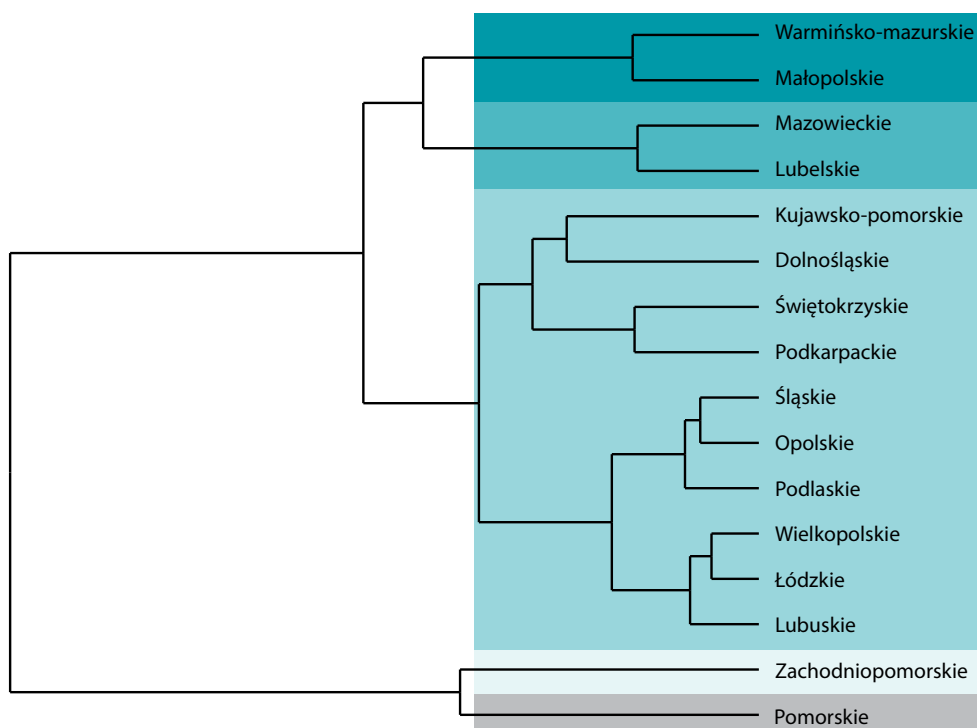 Warmińsko-mazurskie
Małopolskie
Mazowieckie
Lubelskie
Kujawsko-pomorskie
Dolnośląskie
Świętokrzyskie
Podkarpackie
Śląskie
Opolskie
Podlaskie
Wielkopolskie
Łódzkie
Lubuskie
Zachodniopomorskie
Pomorskie